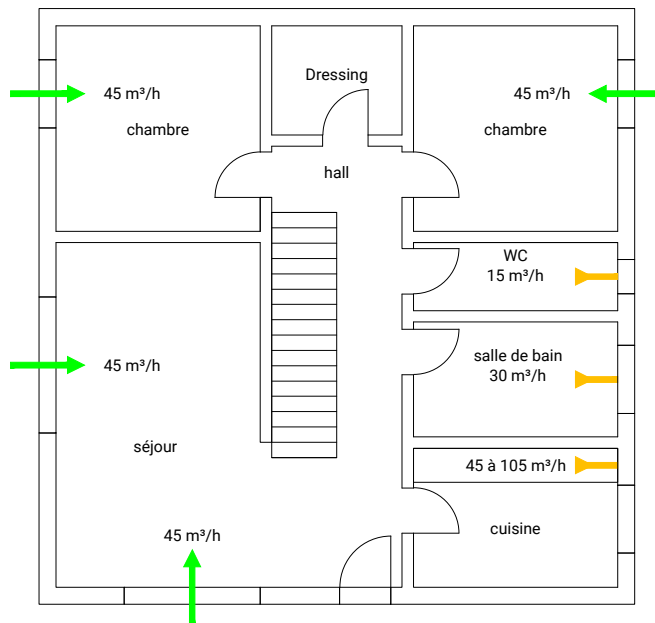 Dressing
45 m³/h
chambre
45 m³/h
chambre
hall
WC
15 m³/h
45 m³/h
salle de bain
30 m³/h
séjour
45 à 105 m³/h
45 m³/h
cuisine